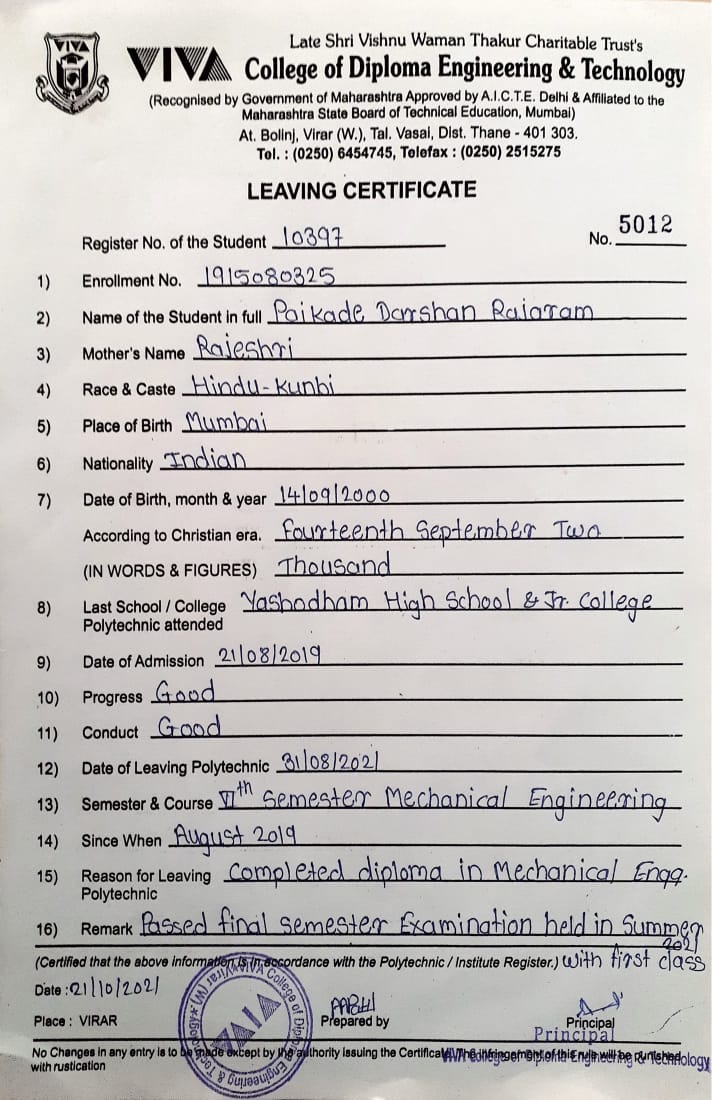 VIVA
VIVA
Late Shri Vishnu Waman Thakur Charitable Trust's
College of Diploma Engineering & Technology
(Recognised by Government of Maharashtra Approved by A.I.C.T.E. Delhi & Affiliated to the
Maharashtra State Board of Technical Education, Mumbai)
At. Bolinj, Virar (W.), Tal. Vasai, Dist. Thane - 401 303.
Tel. : (0250) 6454745, Telefax : (0250) 2515275
LEAVING CERTIFICATE
Register No. of the Student 10397 No. 5012
1) Enrollment No. 1915080325
2) Name of the Student in full Paikade Darshan Rajaram
3) Mother's Name Rajeshri
4) Race & Caste Hindu-Kunbi
5) Place of Birth Mumbai
6) Nationality Indian
7) Date of Birth, month & year 14/09/2000
According to Christian era. Fourteenth September Two
(IN WORDS & FIGURES) Thousand
8) Last School / College Yashodham High School & Jr. College
Polytechnic attended
9) Date of Admission 21/08/2019
10) Progress Good
11) Conduct Good
12) Date of Leaving Polytechnic 31/08/2021
13) Semester & Course VIth Semester Mechanical Engineering
14) Since When August 2019
15) Reason for Leaving Completed diploma in Mechanical Engg.
Polytechnic
16) Remark Passed final semester Examination held in Summer
2021
(Certified that the above information is in accordance with the Polytechnic / Institute Register.) with first class
Date : 21/10/2021
Place : VIRAR Prepared by Principal
Principal
No Changes in any entry is to be made except by the authority issuing the Certificate
with rustication
VIVA College of Diploma Engineering & Technology
VIVA